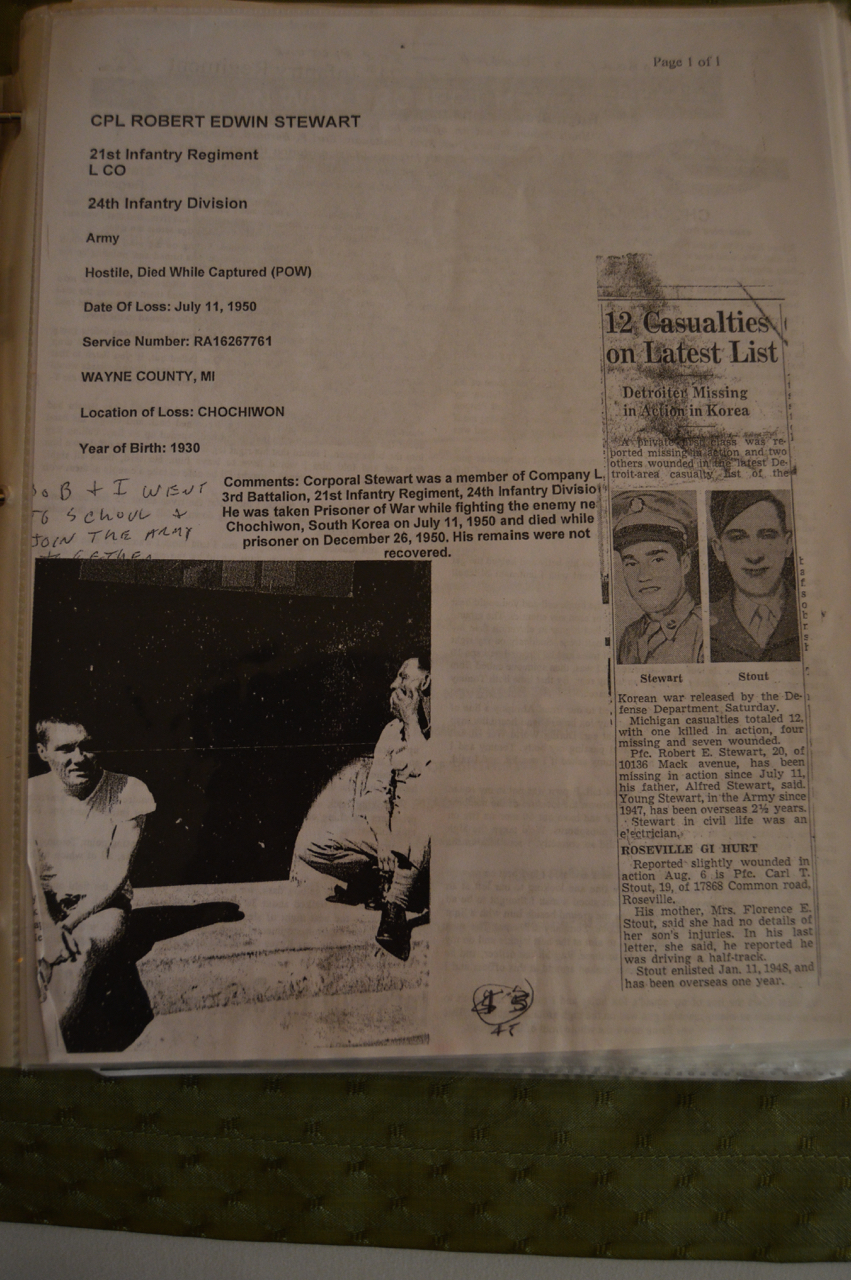 Page 1 of 1
CPL ROBERT EDWIN STEWART
21st Infantry Regiment
L CO
24th Infantry Division
Army
Hostile, Died While Captured (POW)
Date Of Loss: July 11, 1950
Service Number: RA16267761
WAYNE COUNTY, MI
Location of Loss: CHOCHIWON
Year of Birth: 1930
Comments: Corporal Stewart was a member of Company L,
3rd Battalion, 21st Infantry Regiment, 24th Infantry Divisio
He was taken Prisoner of War while fighting the enemy ne
Chochiwon, South Korea on July 11, 1950 and died while
prisoner on December 26, 1950. His remains were not
recovered.
B + I WENT
TO SCHOOL &
JOIN THE ARMY
12 Casualties
on Latest List
Detroiter Missing
in Action in Korea
A private first class was re-
ported missing in action and two
others wounded in the latest De-
troit-area casualty list of the
Stewart
Stout
Korean war released by the De-
fense Department Saturday.
Michigan casualties totaled 12,
with one killed in action, four
missing and seven wounded.
Pfc. Robert E. Stewart, 20, of
10136 Mack avenue, has been
missing in action since July 11,
his father, Alfred Stewart, said.
Young Stewart, in the Army since
1947, has been overseas 2½ years.
Stewart in civil life was an
electrician.
ROSEVILLE GI HURT
Reported slightly wounded in
action Aug. 6 is Pfc. Carl T.
Stout, 19, of 17868 Common road,
Roseville.
His mother, Mrs. Florence E.
Stout, said she had no details of
her son's injuries. In his last
letter, she said, he reported he
was driving a half-track.
Stout enlisted Jan. 11, 1948, and
has been overseas one year.